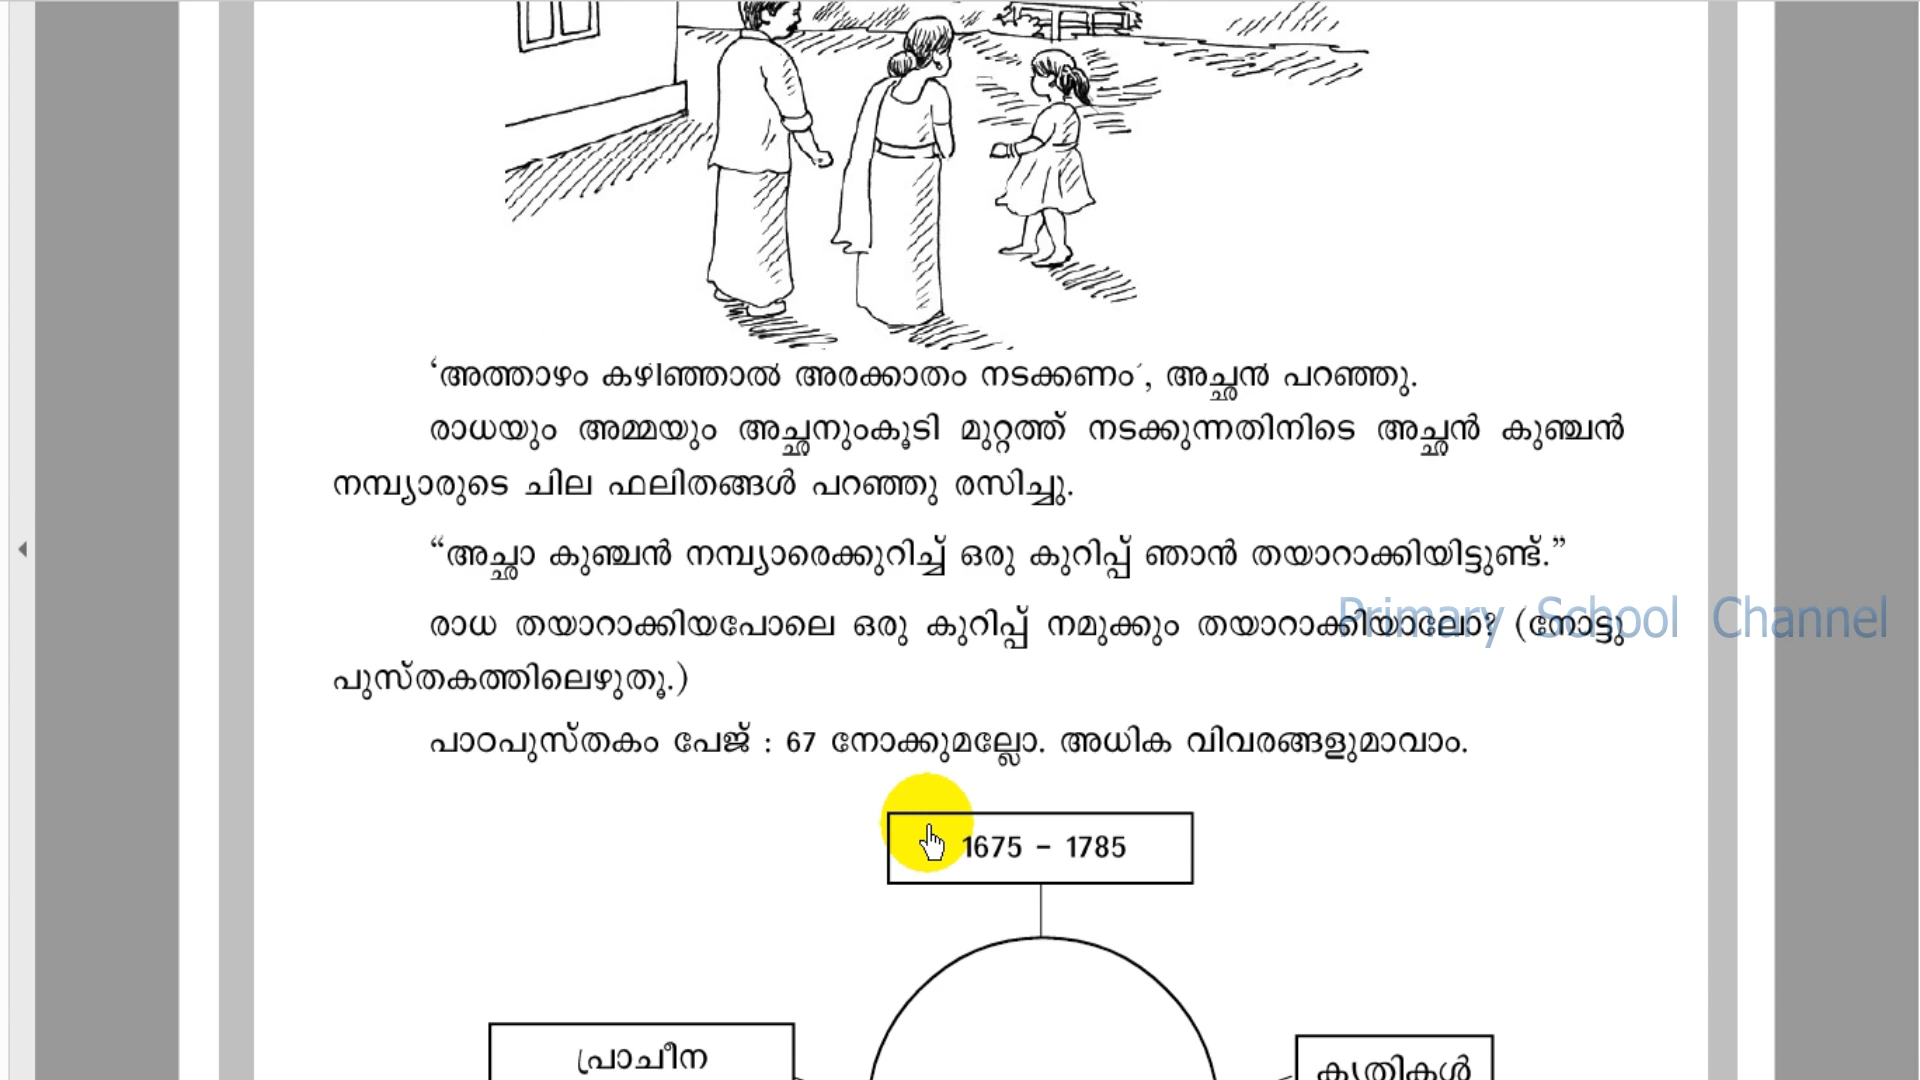 ‘അത്താഴം കഴിഞ്ഞാൽ അരക്കാതം നടക്കണം’, അച്ഛൻ പറഞ്ഞു.
രാധയും അമ്മയും അച്ഛനുംകൂടി മുറ്റത്ത് നടക്കുന്നതിനിടെ അച്ഛൻ കുഞ്ചൻ
നമ്പ്യാരുടെ ചില ഫലിതങ്ങൾ പറഞ്ഞു രസിച്ചു.
“അച്ഛാ കുഞ്ചൻ നമ്പ്യാരെക്കുറിച്ച് ഒരു കുറിപ്പ് ഞാൻ തയാറാക്കിയിട്ടുണ്ട്.”
രാധ തയാറാക്കിയപോലെ ഒരു കുറിപ്പ് നമുക്കും തയാറാക്കിയാലോ? (നോട്ടു
Primary School Channel
പുസ്തകത്തിലെഴുതൂ.)
പാഠപുസ്തകം പേജ് : 67 നോക്കുമല്ലോ. അധിക വിവരങ്ങളുമാവാം.
1675 – 1785
പ്രാചീന
കൃതികൾ